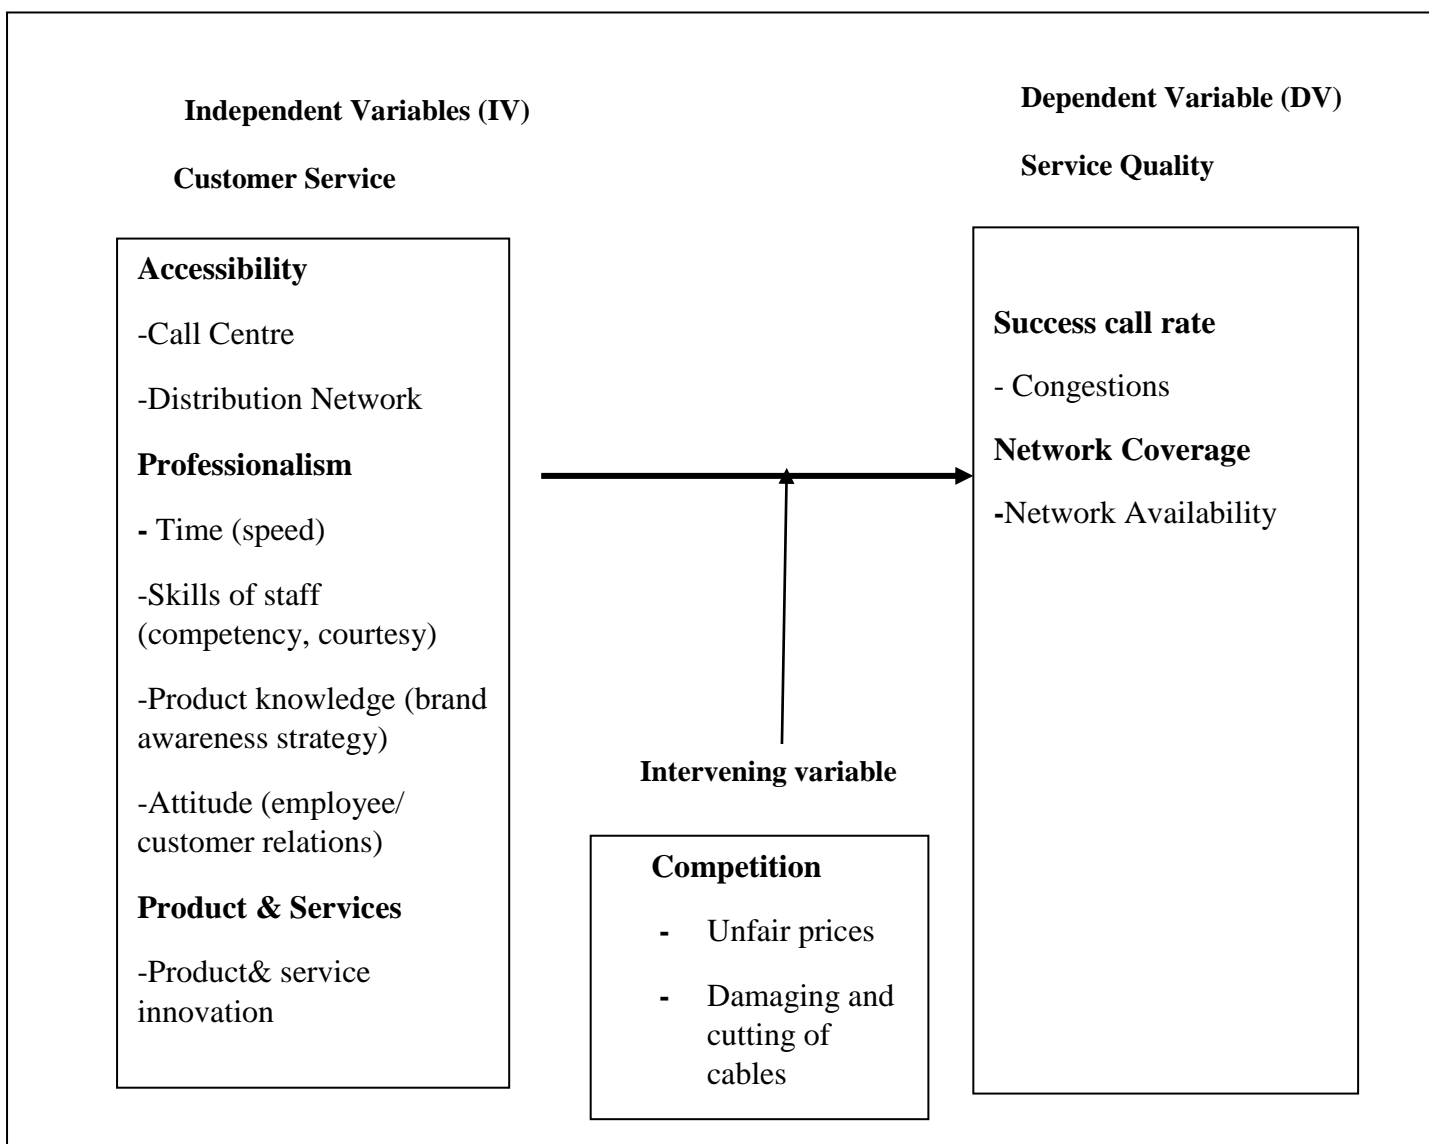 Independent Variables (IV)
Customer Service
Accessibility
-Call Centre
-Distribution Network
Professionalism
- Time (speed)
-Skills of staff
(competency, courtesy)
-Product knowledge (brand
awareness strategy)
-Attitude (employee/
customer relations)
Product & Services
-Product& service
innovation
Intervening variable
Competition
- Unfair prices
- Damaging and
cutting of
cables
Dependent Variable (DV)
Service Quality
Success call rate
- Congestions
Network Coverage
-Network Availability